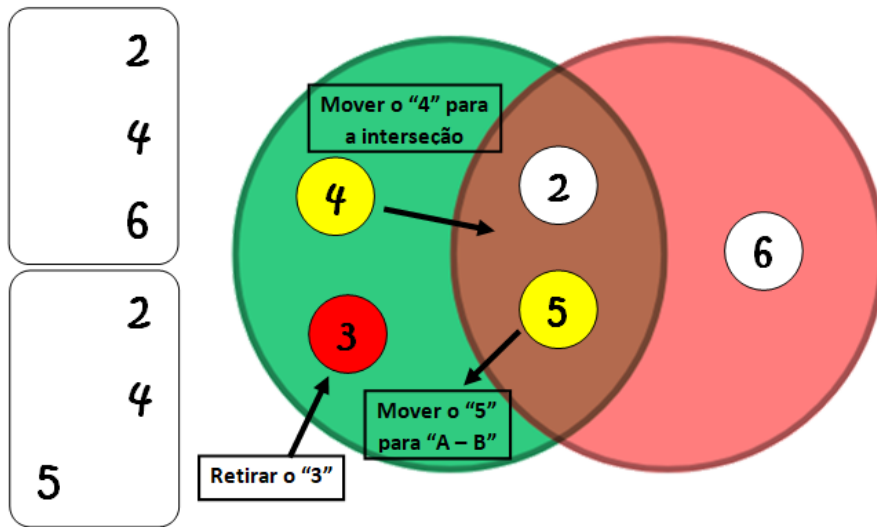 2
4
6
2
4
5
Mover o “4” para
a interseção
4
2
6
3
5
Mover o “5”
para “A – B”
Retirar o “3”